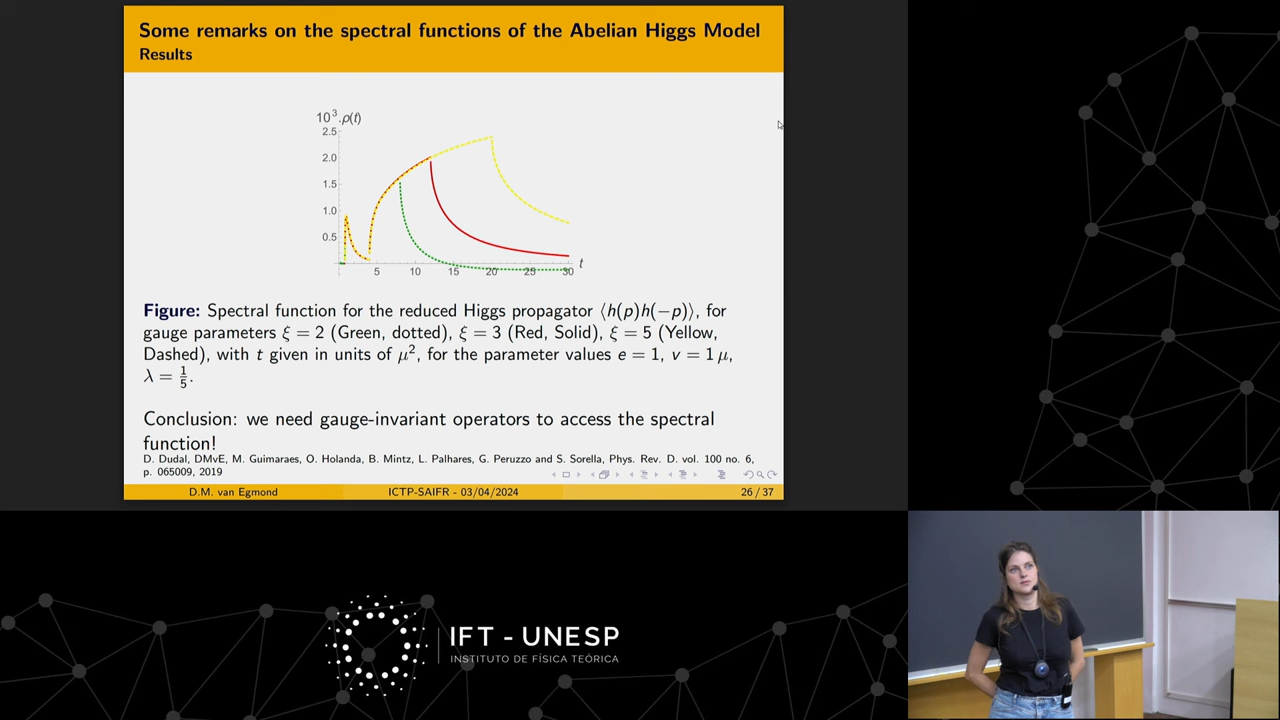 Some remarks on the spectral functions of the Abelian Higgs Model
Results
10³.ρ(t)
2.5
2.0
1.5
1.0
0.5
5 10 15 20 25 30
t
Figure: Spectral function for the reduced Higgs propagator ⟨h(p)h(−p)⟩, for
gauge parameters ξ = 2 (Green, dotted), ξ = 3 (Red, Solid), ξ = 5 (Yellow,
Dashed), with t given in units of μ², for the parameter values e = 1, v = 1 μ,
λ = 1/5.
Conclusion: we need gauge-invariant operators to access the spectral
function!
D. Dudal, DMvE, M. Guimaraes, O. Holanda, B. Mintz, L. Palhares, G. Peruzzo and S. Sorella, Phys. Rev. D. vol. 100 no. 6,
p. 065009, 2019
D.M. van Egmond ICTP-SAIFR - 03/04/2024 26 / 37
IFT - UNESP
INSTITUTO DE FÍSICA TEÓRICA